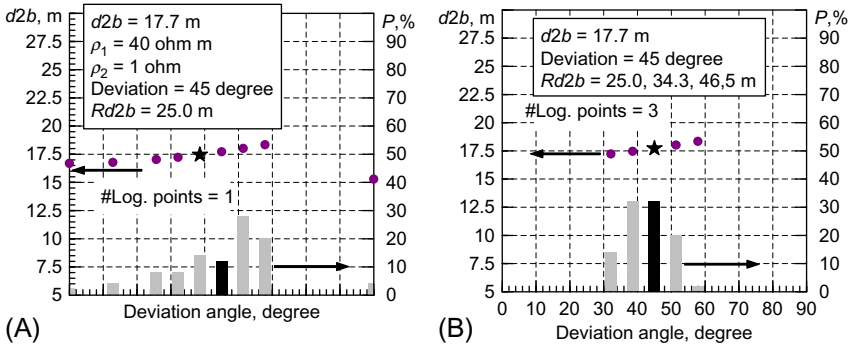 d2b, m
P,%
27.5
25
22.5
20
17.5
15
12.5
10
7.5
5
90
80
70
60
50
40
30
20
10
0
d2b = 17.7 m
ρ1 = 40 ohm m
ρ2 = 1 ohm
Deviation = 45 degree
Rd2b = 25.0 m
#Log. points = 1
Deviation angle, degree
(A)
d2b, m
P,%
27.5
25
22.5
20
17.5
15
12.5
10
7.5
5
90
80
70
60
50
40
30
20
10
0
d2b = 17.7 m
Deviation = 45 degree
Rd2b = 25.0, 34.3, 46,5 m
#Log. points = 3
0 10 20 30 40 50 60 70 80 90
Deviation angle, degree
(B)